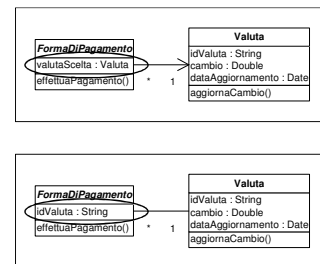 FormaDiPagamento
valutaScelta : Valuta
effettuaPagamento()
* 1
Valuta
idValuta : String
cambio : Double
dataAggiornamento : Date
aggiornaCambio()
FormaDiPagamento
idValuta : String
effettuaPagamento()
* 1
Valuta
idValuta : String
cambio : Double
dataAggiornamento : Date
aggiornaCambio()